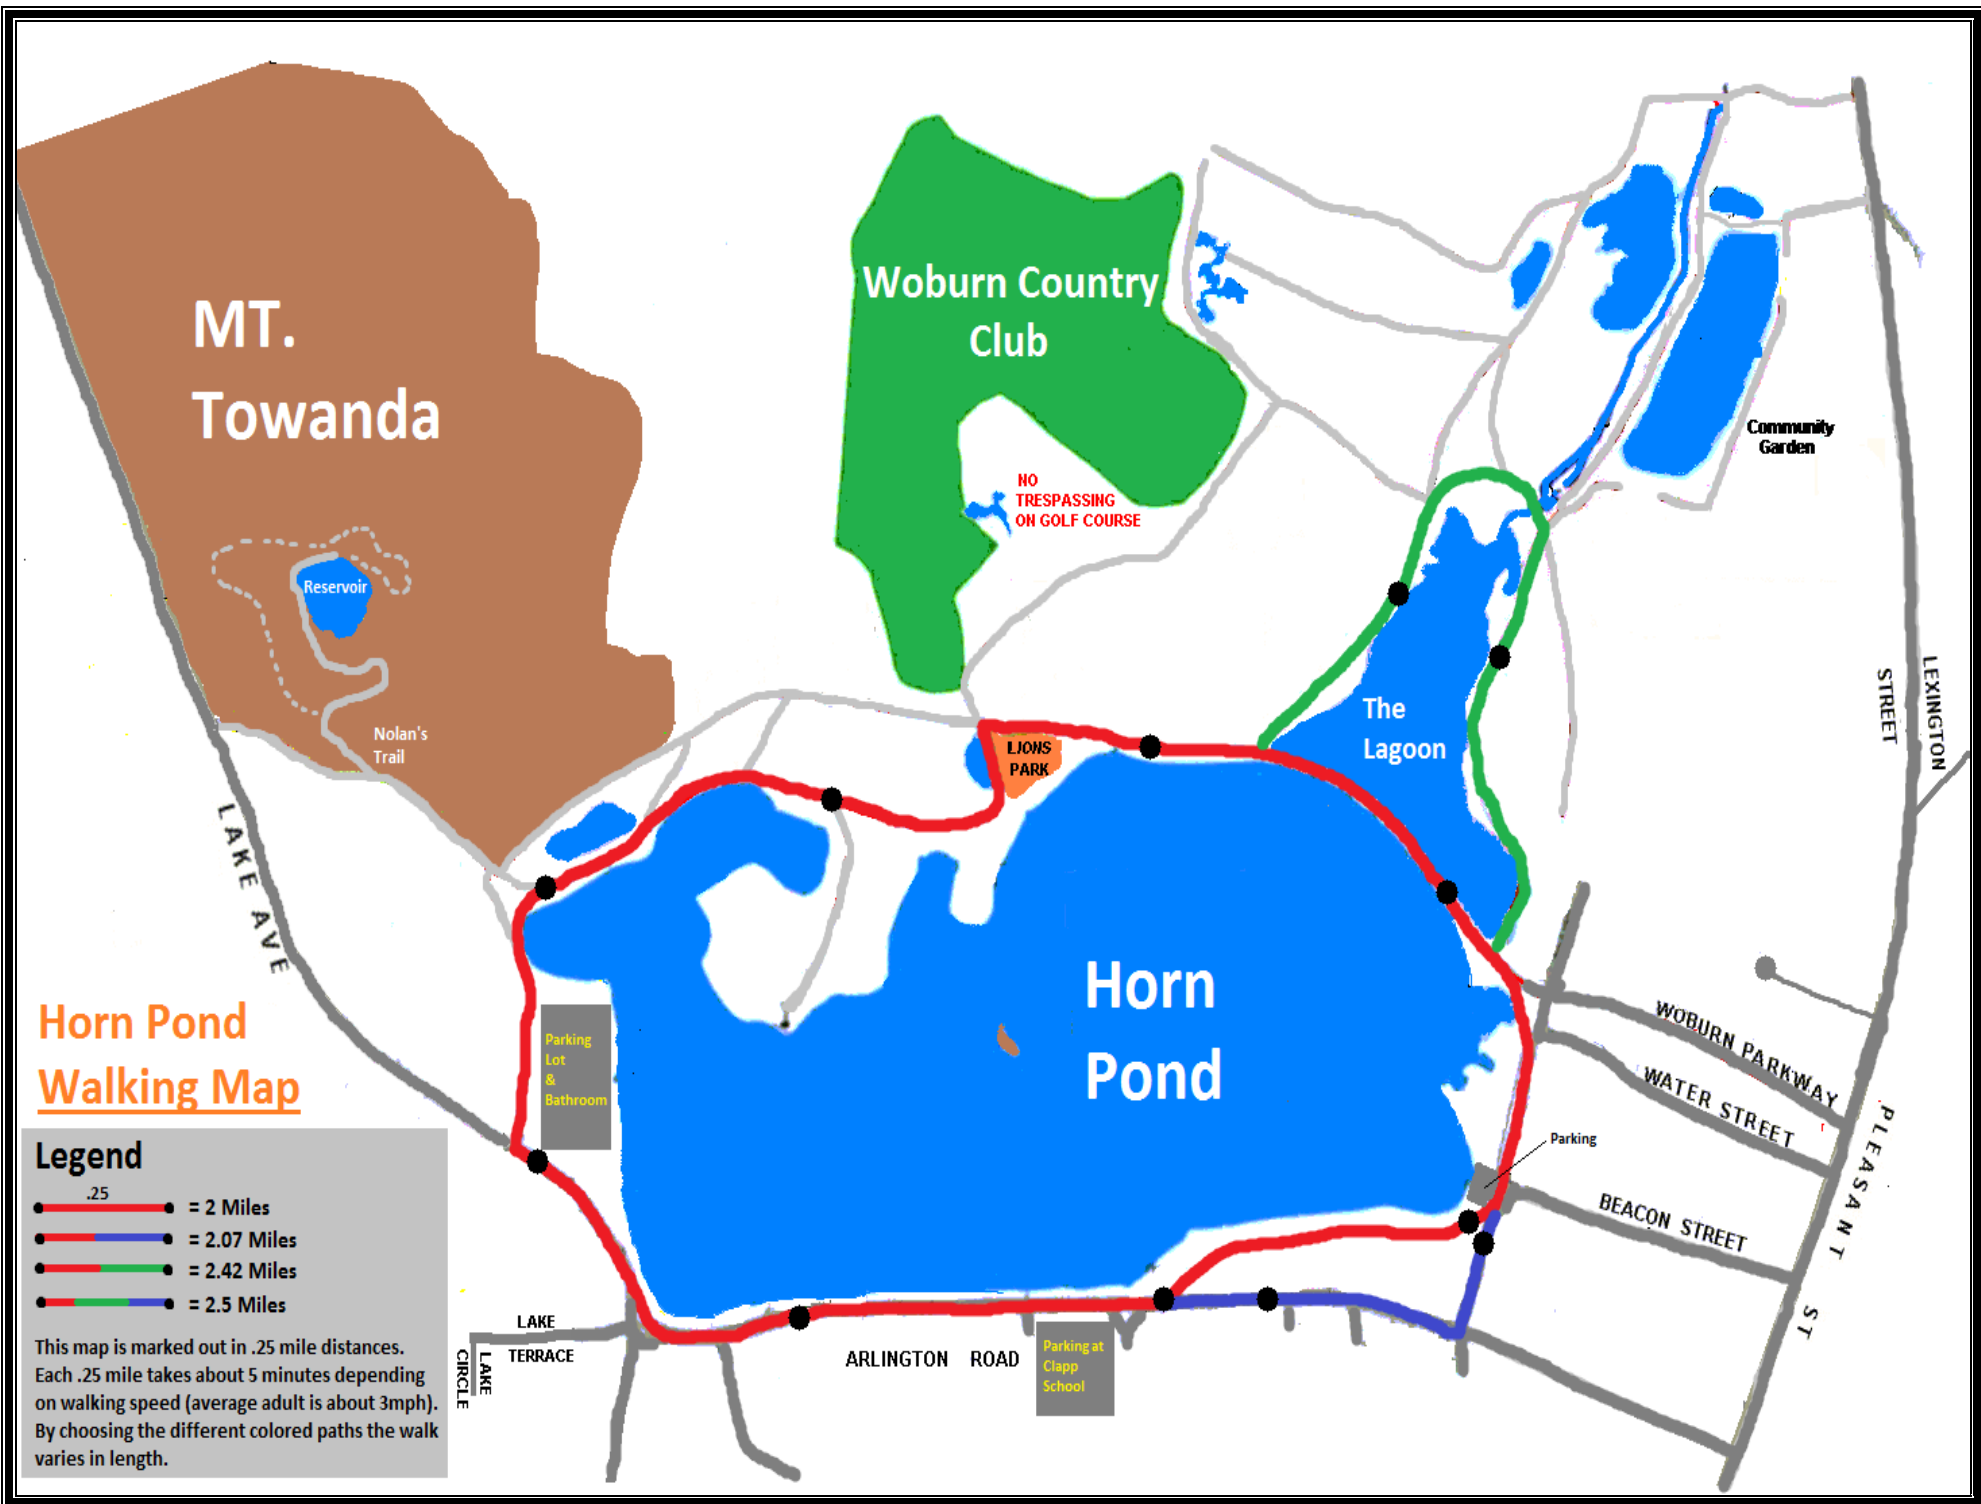 MT.
Towanda
Woburn Country
Club
NO
TRESPASSING
ON GOLF COURSE
Community
Garden
Reservoir
Nolan's
Trail
LIONS
PARK
The
Lagoon
STREET
LEXINGTON
LAKE AVE
Horn
Pond
WOBURN PARKWAY
WATER STREET
Parking
BEACON STREET
PLEASANT ST
Parking
Lot
&
Bathroom
Horn Pond
Walking Map
Legend
.25
= 2 Miles
= 2.07 Miles
= 2.42 Miles
= 2.5 Miles
This map is marked out in .25 mile distances.
Each .25 mile takes about 5 minutes depending
on walking speed (average adult is about 3mph).
By choosing the different colored paths the walk
varies in length.
LAKE
TERRACE
LAKE
CIRCLE
ARLINGTON ROAD
Parking at
Clapp
School